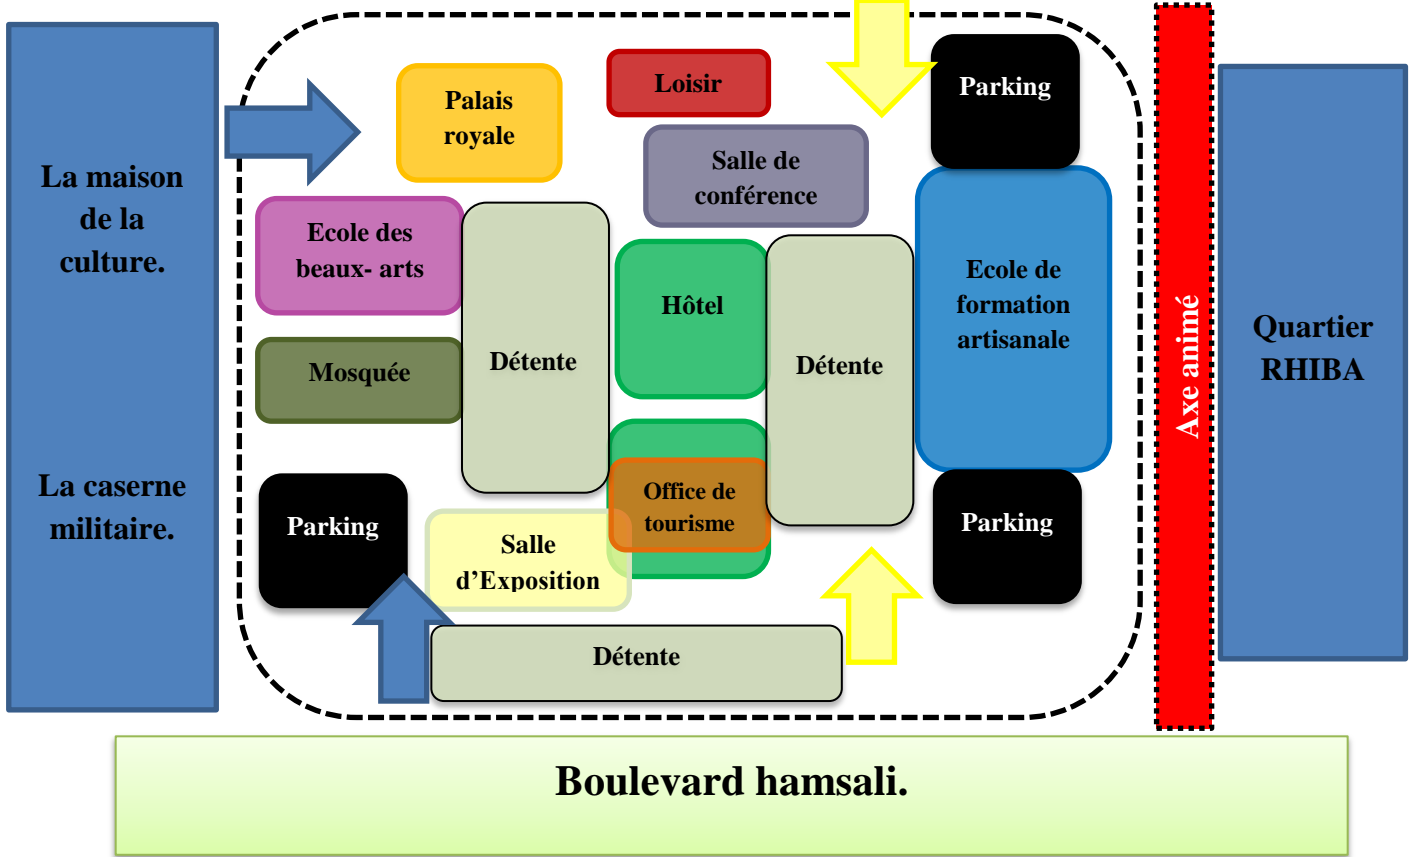 La maison
de la
culture.
La caserne
militaire.
Palais
royale
Loisir
Parking
Salle de
conférence
Ecole des
beaux- arts
Mosquée
Détente
Hôtel
Détente
Ecole de
formation
artisanale
Parking
Salle
d’Exposition
Office de
tourisme
Parking
Détente
Axe animé
Quartier
RHIBA
Boulevard hamsali.